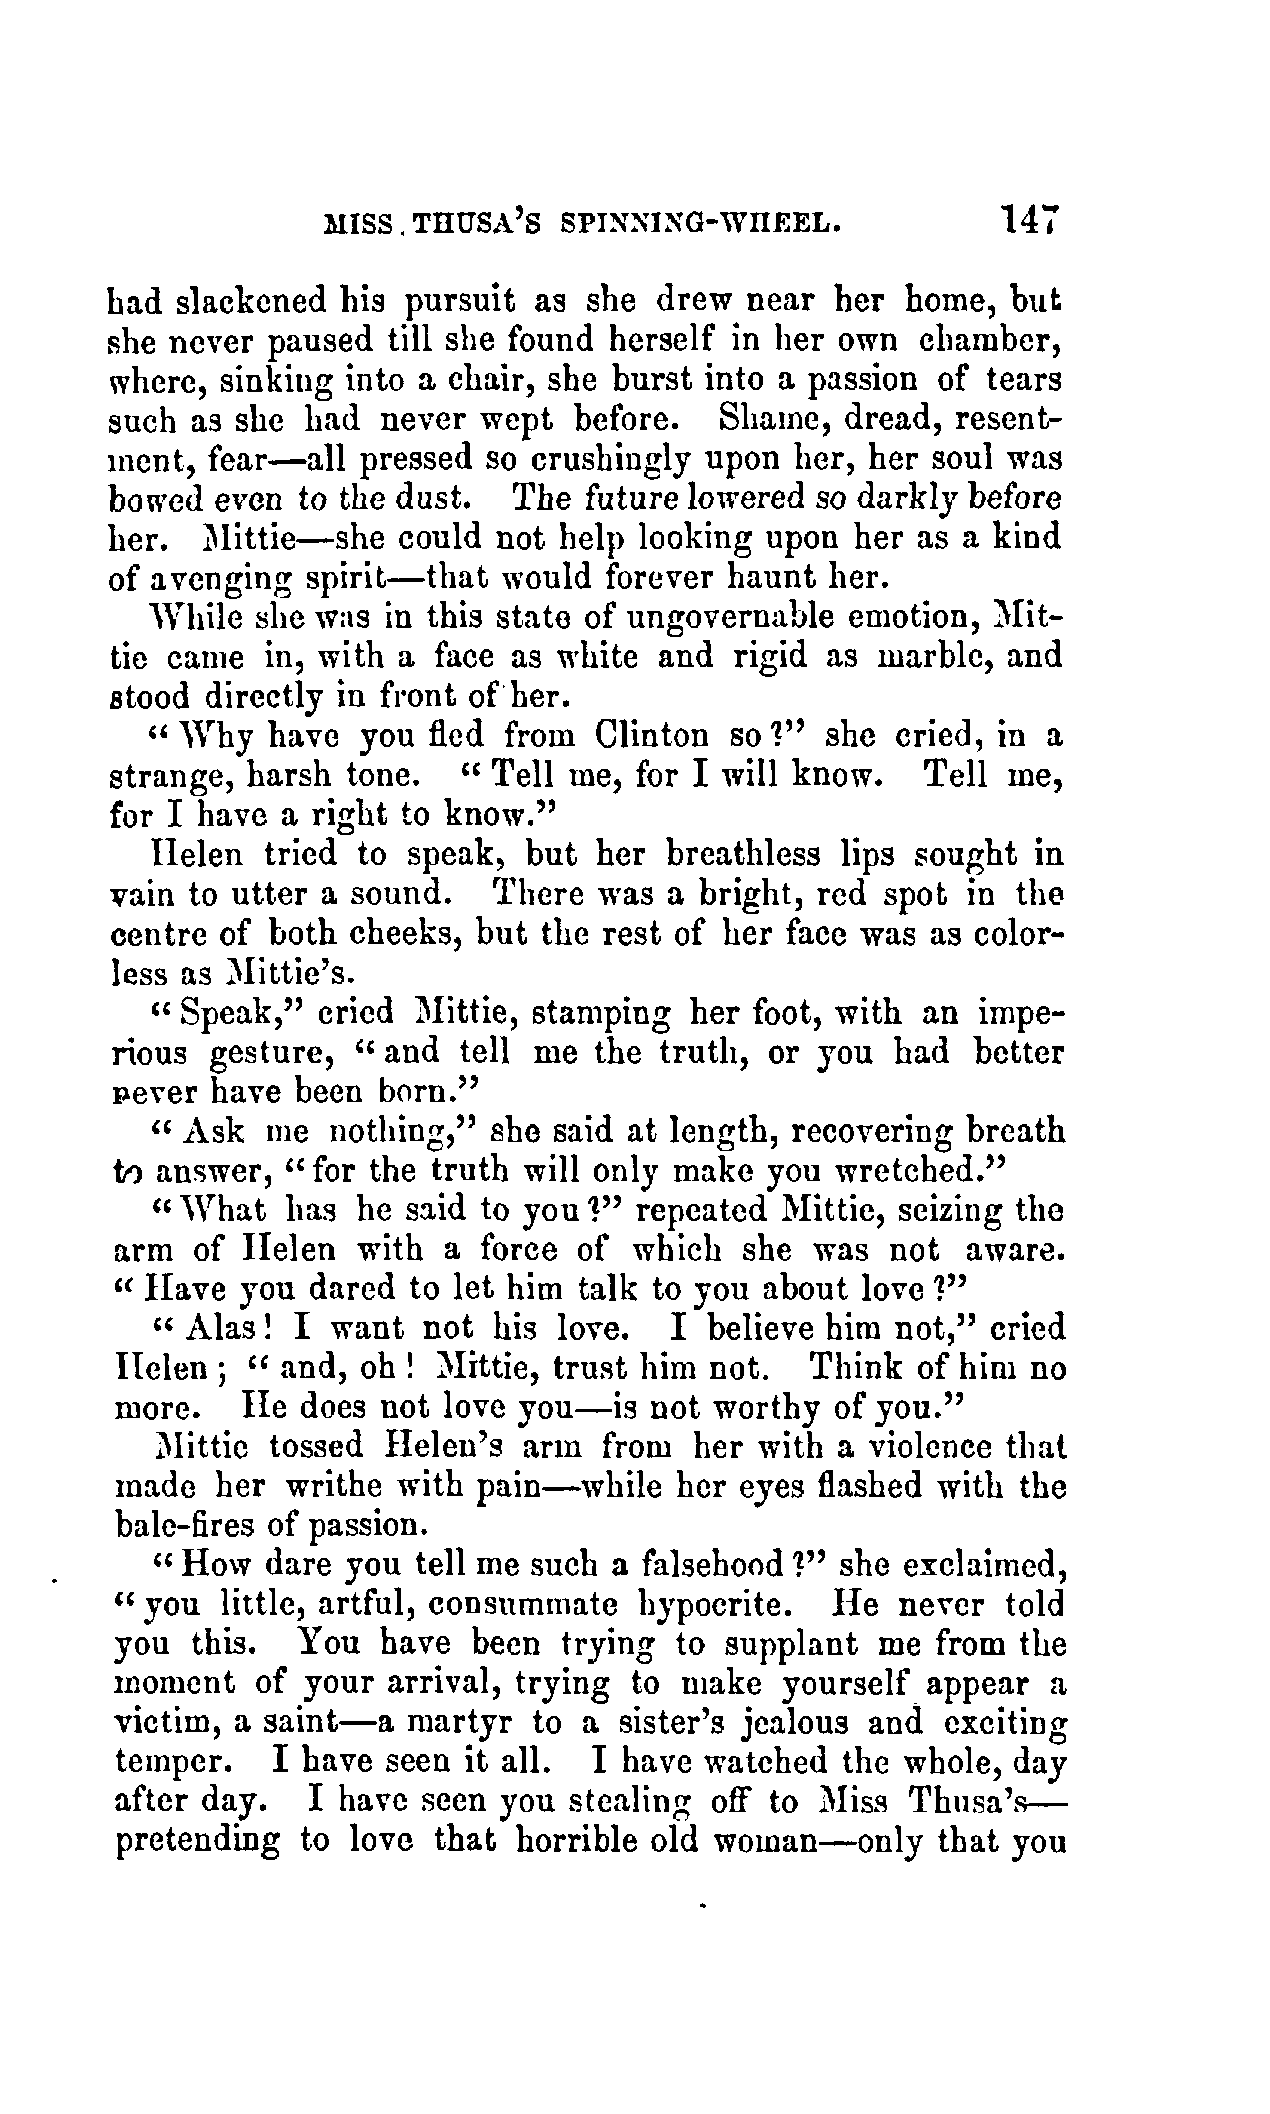 MISS THUSA'S SPINNING-WHEEL. 147
had slackened his pursuit as she drew near her home, but
she never paused till she found herself in her own chamber,
where, sinking into a chair, she burst into a passion of tears
such as she had never wept before. Shame, dread, resent-
ment, fear—all pressed so crushingly upon her, her soul was
bowed even to the dust. The future lowered so darkly before
her. Mittie—she could not help looking upon her as a kind
of avenging spirit—that would forever haunt her.
While she was in this state of ungovernable emotion, Mit-
tie came in, with a face as white and rigid as marble, and
stood directly in front of her.
"Why have you fled from Clinton so?" she cried, in a
strange, harsh tone. "Tell me, for I will know. Tell me,
for I have a right to know."
Helen tried to speak, but her breathless lips sought in
vain to utter a sound. There was a bright, red spot in the
centre of both cheeks, but the rest of her face was as color-
less as Mittie's.
"Speak," cried Mittie, stamping her foot, with an impe-
rious gesture, "and tell me the truth, or you had better
never have been born."
"Ask me nothing," she said at length, recovering breath
to answer, "for the truth will only make you wretched."
"What has he said to you?" repeated Mittie, seizing the
arm of Helen with a force of which she was not aware.
"Have you dared to let him talk to you about love?"
"Alas! I want not his love. I believe him not," cried
Helen; "and, oh! Mittie, trust him not. Think of him no
more. He does not love you—is not worthy of you."
Mittie tossed Helen's arm from her with a violence that
made her writhe with pain—while her eyes flashed with the
bale-fires of passion.
"How dare you tell me such a falsehood?" she exclaimed,
"you little, artful, consummate hypocrite. He never told
you this. You have been trying to supplant me from the
moment of your arrival, trying to make yourself appear a
victim, a saint—a martyr to a sister's jealous and exciting
temper. I have seen it all. I have watched the whole, day
after day. I have seen you stealing off to Miss Thusa's—
pretending to love that horrible old woman—only that you